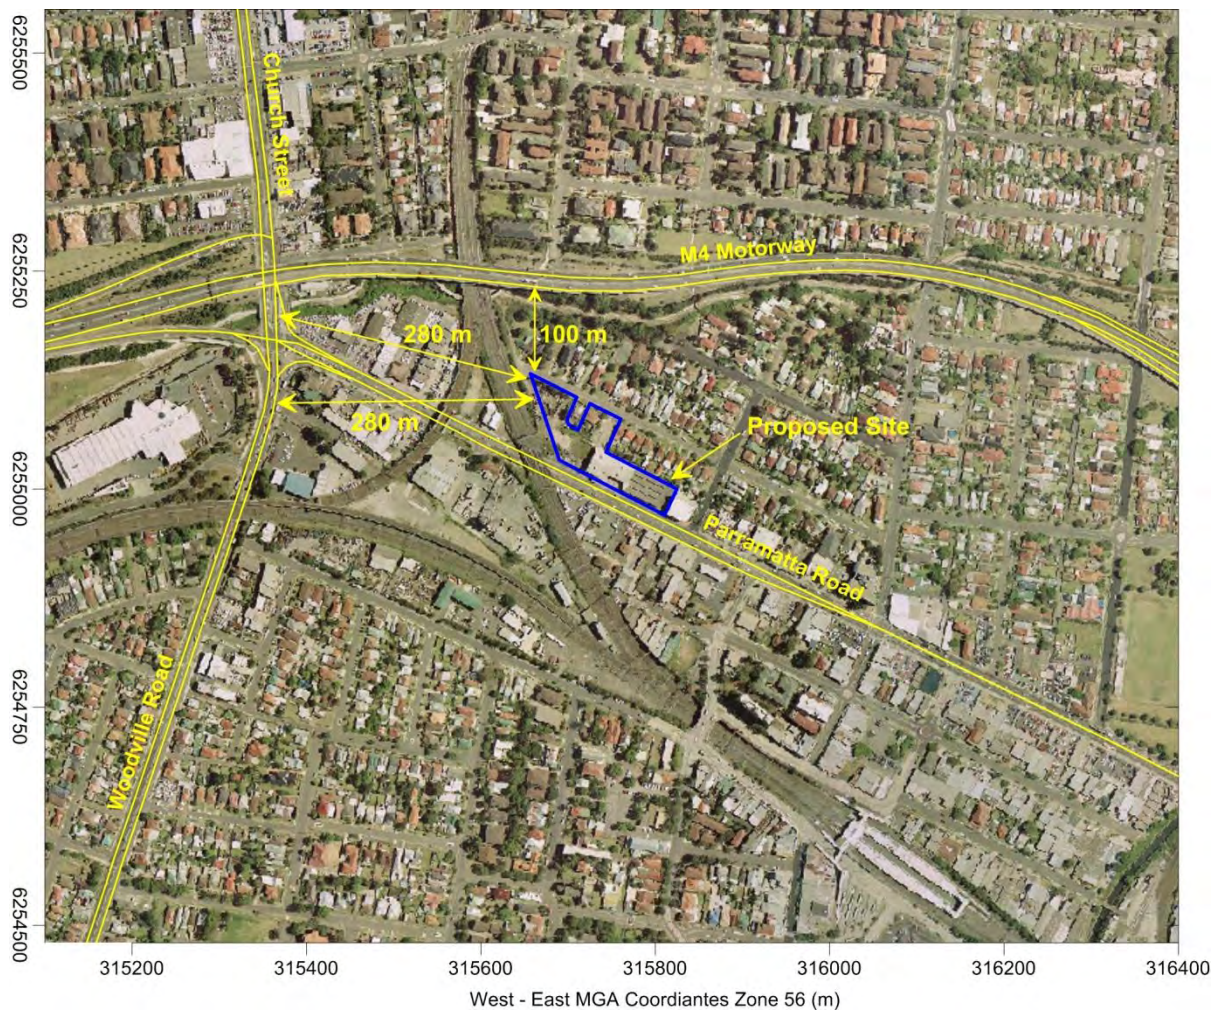 6255500
6255250
6255000
6254750
6254500
Church Street
M4 Motorway
280 m
100 m
280 m
Proposed Site
Parramatta Road
Woodville Road
315200 315400 315600 315800 316000 316200 316400
West - East MGA Coordiantes Zone 56 (m)